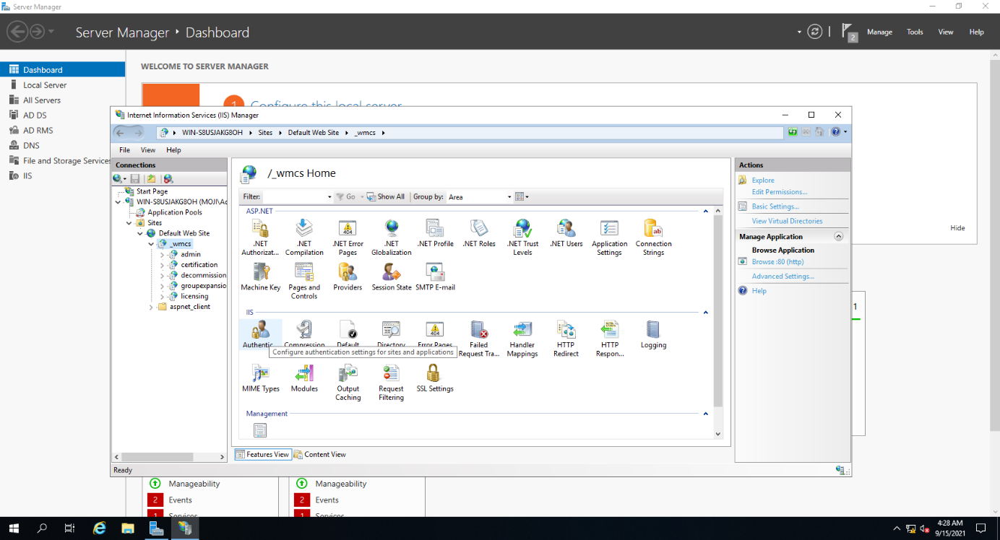 Server Manager
Server Manager • Dashboard
2
Manage
Tools
View
Help
Dashboard
Local Server
All Servers
AD DS
AD RMS
DNS
File and Storage Services
IIS
WELCOME TO SERVER MANAGER
1 Configure this local server
Hide
1
Internet Information Services (IIS) Manager
WIN-S8USJAKG8OH
Sites
Default Web Site
_wmcs
File
View
Help
Connections
Start Page
WIN-S8USJAKG8OH (MOJI\Ad
Application Pools
Sites
Default Web Site
_wmcs
admin
certification
decommission
groupexpansio
licensing
aspnet_client
/_wmcs Home
Filter:
Go
Show All
Group by:
Area
ASP.NET
.NET Authorizat...
.NET Compilation
.NET Error Pages
.NET Globalization
.NET Profile
.NET Roles
.NET Trust Levels
.NET Users
Application Settings
Connection Strings
Machine Key
Pages and Controls
Providers
Session State
SMTP E-mail
IIS
Authentic...
Compression
Default
Directory
Error Pages
Failed Request Tra...
Handler Mappings
HTTP Redirect
HTTP Respon...
Logging
Configure authentication settings for sites and applications
MIME Types
Modules
Output Caching
Request Filtering
SSL Settings
Management
Features View
Content View
Ready
Actions
Explore
Edit Permissions...
Basic Settings...
View Virtual Directories
Manage Application
Browse Application
Browse :80 (http)
Advanced Settings...
Help
Manageability
2 Events
1 Services
Manageability
2 Events
1 Services
4:28 AM
9/15/2021